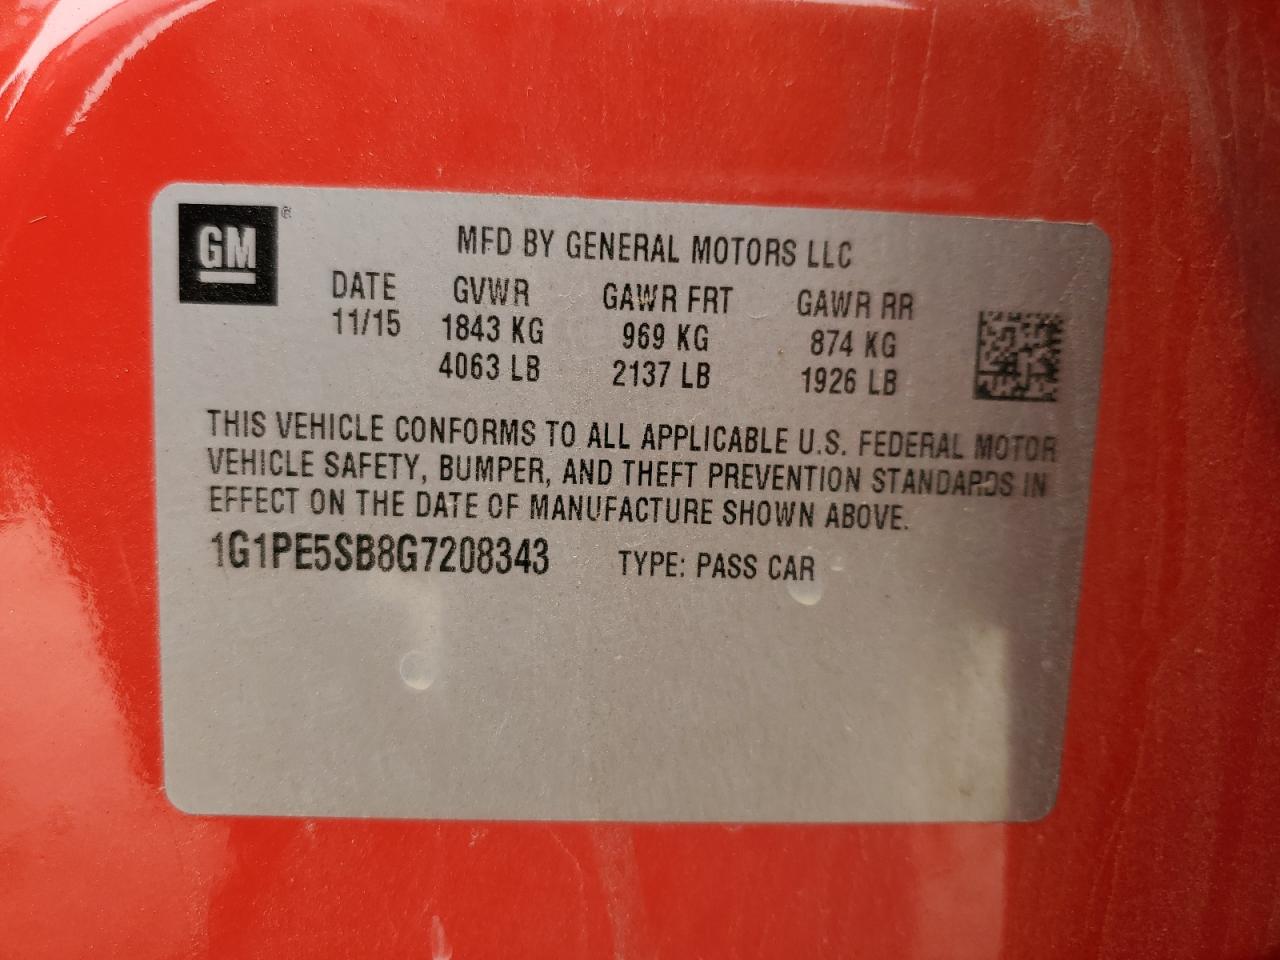 GM ®
MFD BY GENERAL MOTORS LLC
DATE GVWR GAWR FRT GAWR RR
11/15 1843 KG 969 KG 874 KG
4063 LB 2137 LB 1926 LB
THIS VEHICLE CONFORMS TO ALL APPLICABLE U.S. FEDERAL MOTOR
VEHICLE SAFETY, BUMPER, AND THEFT PREVENTION STANDARDS IN
EFFECT ON THE DATE OF MANUFACTURE SHOWN ABOVE.
1G1PE5SB8G7208343 TYPE: PASS CAR